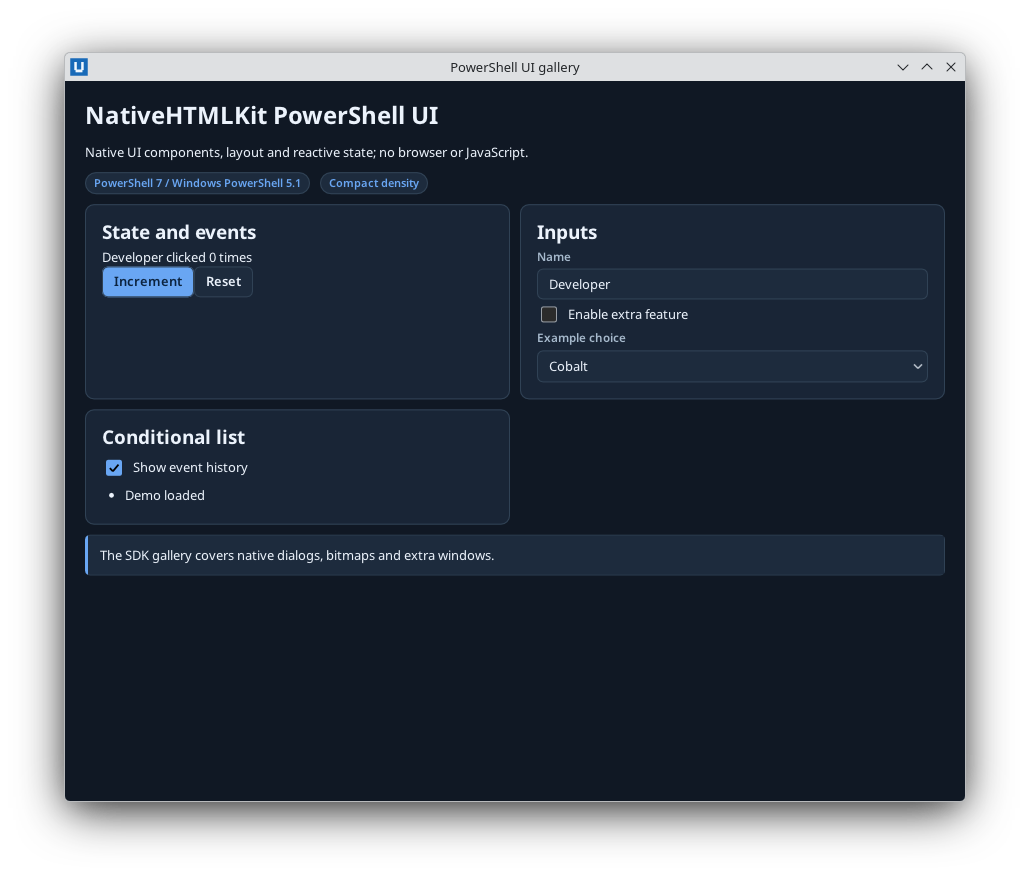 PowerShell UI gallery
NativeHTMLKit PowerShell UI
Native UI components, layout and reactive state; no browser or JavaScript.
PowerShell 7 / Windows PowerShell 5.1
Compact density
State and events
Developer clicked 0 times
Increment
Reset
Inputs
Name
Developer
Enable extra feature
Example choice
Cobalt
Conditional list
Show event history
• Demo loaded
The SDK gallery covers native dialogs, bitmaps and extra windows.